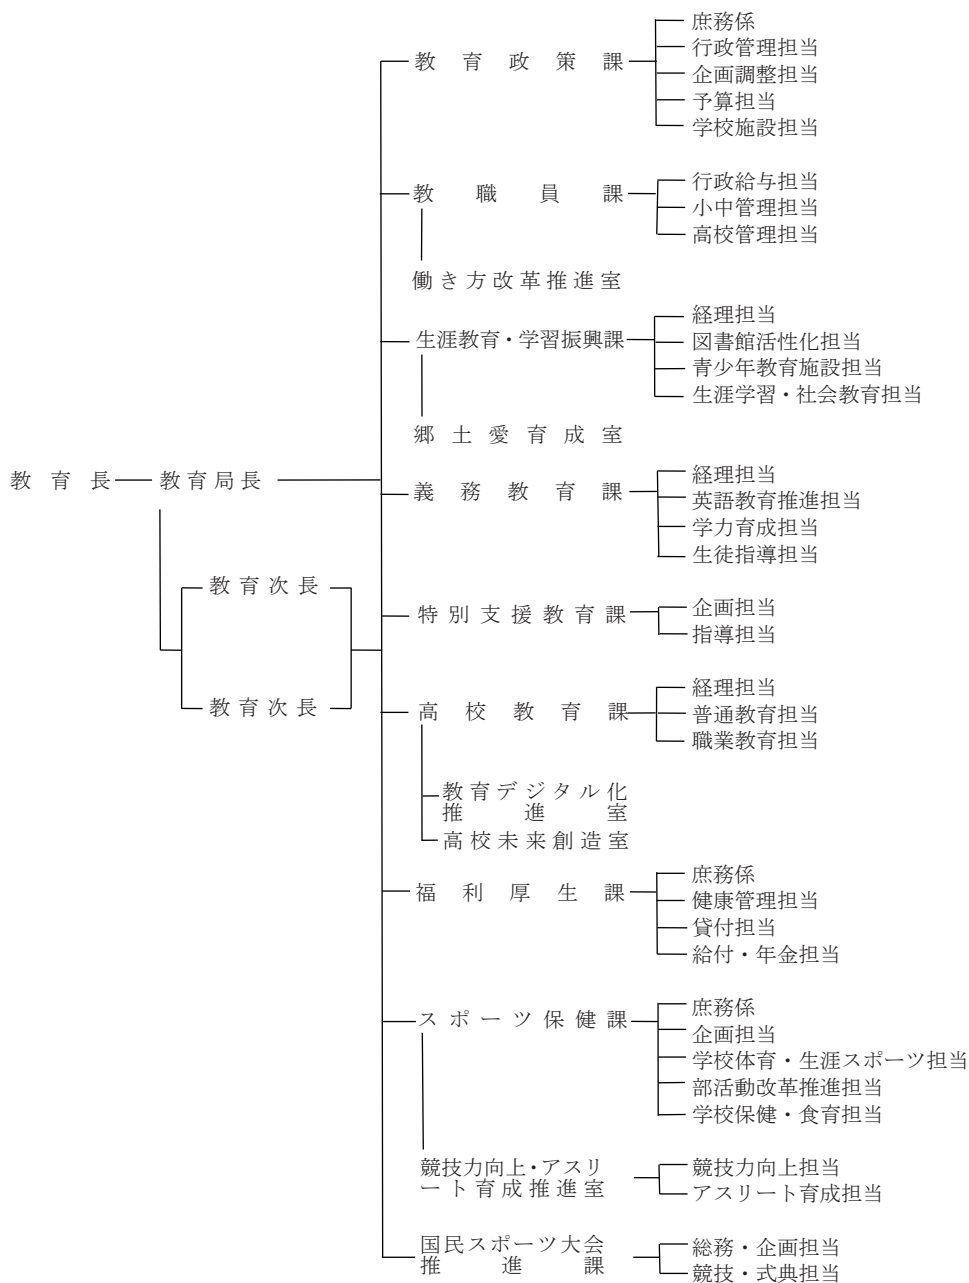 教育長
教育局長
教育次長
教育次長
教育政策課
庶務係
行政管理担当
企画調整担当
予算担当
学校施設担当
教職員課
行政給与担当
小中管理担当
高校管理担当
働き方改革推進室
生涯教育・学習振興課
経理担当
図書館活性化担当
青少年教育施設担当
生涯学習・社会教育担当
郷土愛育成室
義務教育課
経理担当
英語教育推進担当
学力育成担当
生徒指導担当
特別支援教育課
企画担当
指導担当
高校教育課
経理担当
普通教育担当
職業教育担当
教育デジタル化
推進室
高校未来創造室
福利厚生課
庶務係
健康管理担当
貸付担当
給付・年金担当
スポーツ保健課
庶務係
企画担当
学校体育・生涯スポーツ担当
部活動改革推進担当
学校保健・食育担当
競技力向上・アスリ
ート育成推進室
競技力向上担当
アスリート育成担当
国民スポーツ大会
推進課
総務・企画担当
競技・式典担当